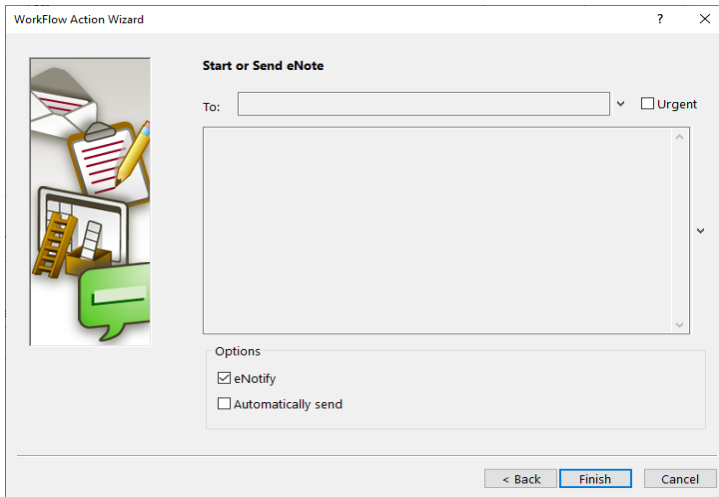 WorkFlow Action Wizard
?
Start or Send eNote
To:
Urgent
Options
eNotify
Automatically send
< Back
Finish
Cancel